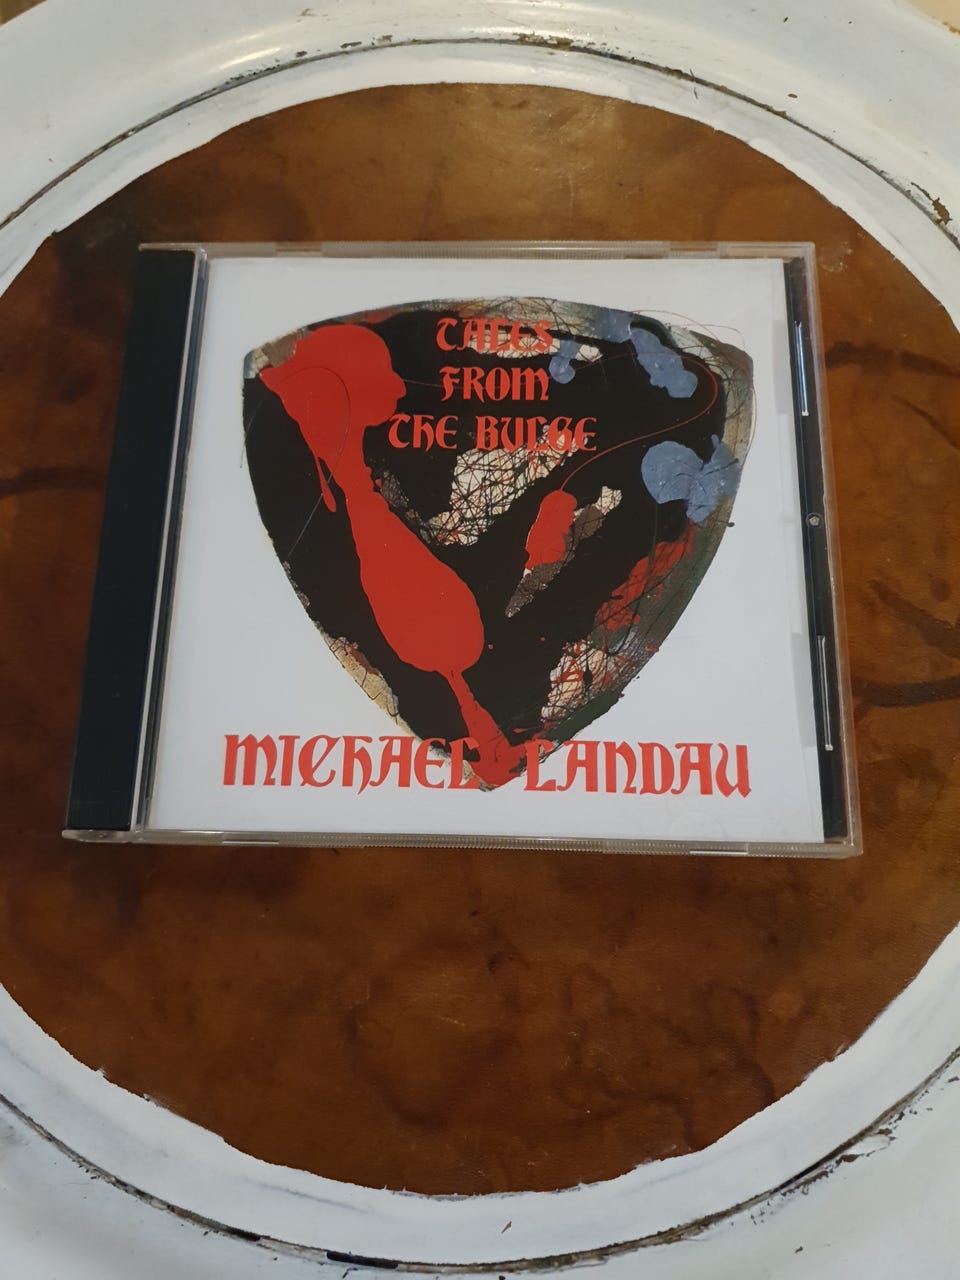 TALES
FROM
THE BULGE
MICHAEL LANDAU